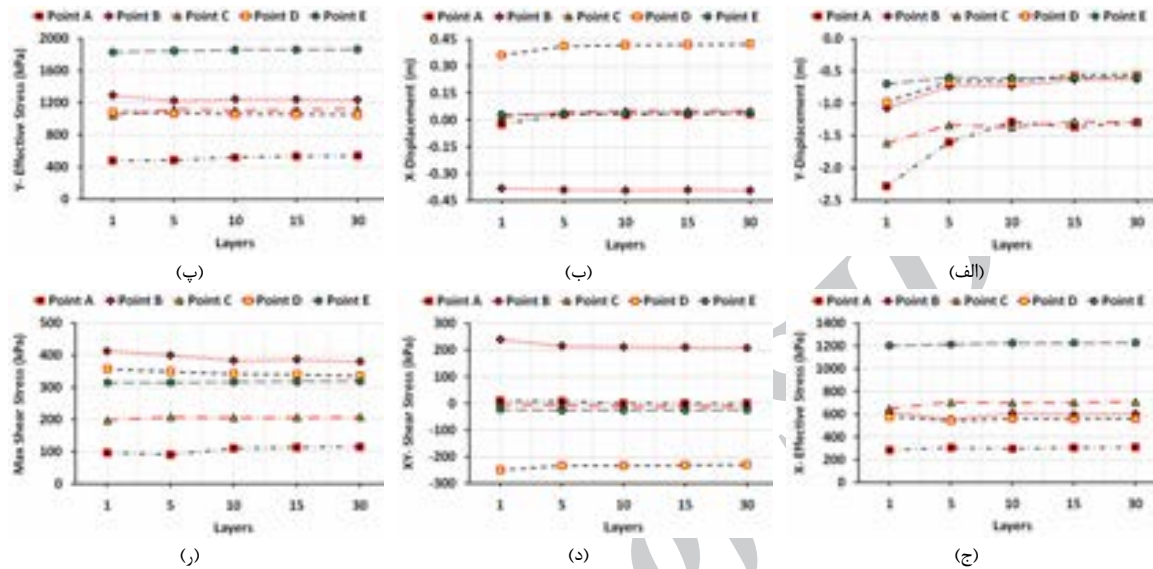 Point A Point B Point C Point D Point E
Y- Effective Stress (kPa)
2000
1600
1200
800
400
0
1 5 10 15 30
Layers
(پ)
Point A Point B Point C Point D Point E
X-Displacement (m)
0.45
0.30
0.15
0.00
-0.15
-0.30
-0.45
1 5 10 15 30
Layers
(ب)
Point A Point B Point C Point D Point E
Y-Displacement (m)
0.0
-0.5
-1.0
-1.5
-2.0
-2.5
1 5 10 15 30
Layers
(الف)
Point A Point B Point C Point D Point E
Max Shear Stress (kPa)
500
400
300
200
100
0
1 5 10 15 30
Layers
(ر)
Point A Point B Point C Point D Point E
XY- Shear Stress (kPa)
300
200
100
0
-100
-200
-300
1 5 10 15 30
Layers
(د)
Point A Point B Point C Point D Point E
X- Effective Stress (kPa)
1400
1200
1000
800
600
400
200
0
1 5 10 15 30
Layers
(ج)